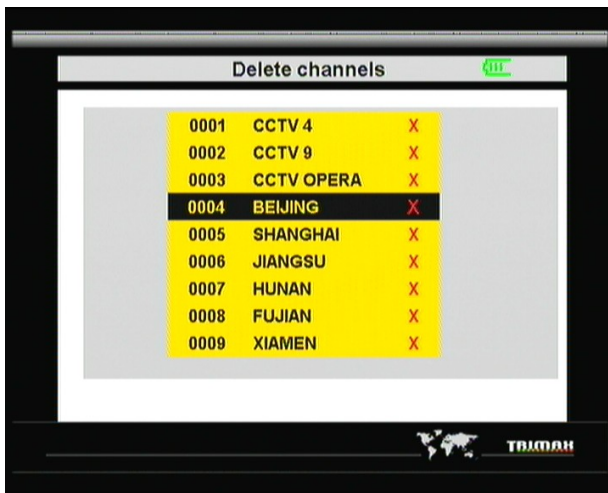 Delete channels
0001 CCTV 4 X
0002 CCTV 9 X
0003 CCTV OPERA X
0004 BEIJING X
0005 SHANGHAI X
0006 JIANGSU X
0007 HUNAN X
0008 FUJIAN X
0009 XIAMEN X
TRIMAX